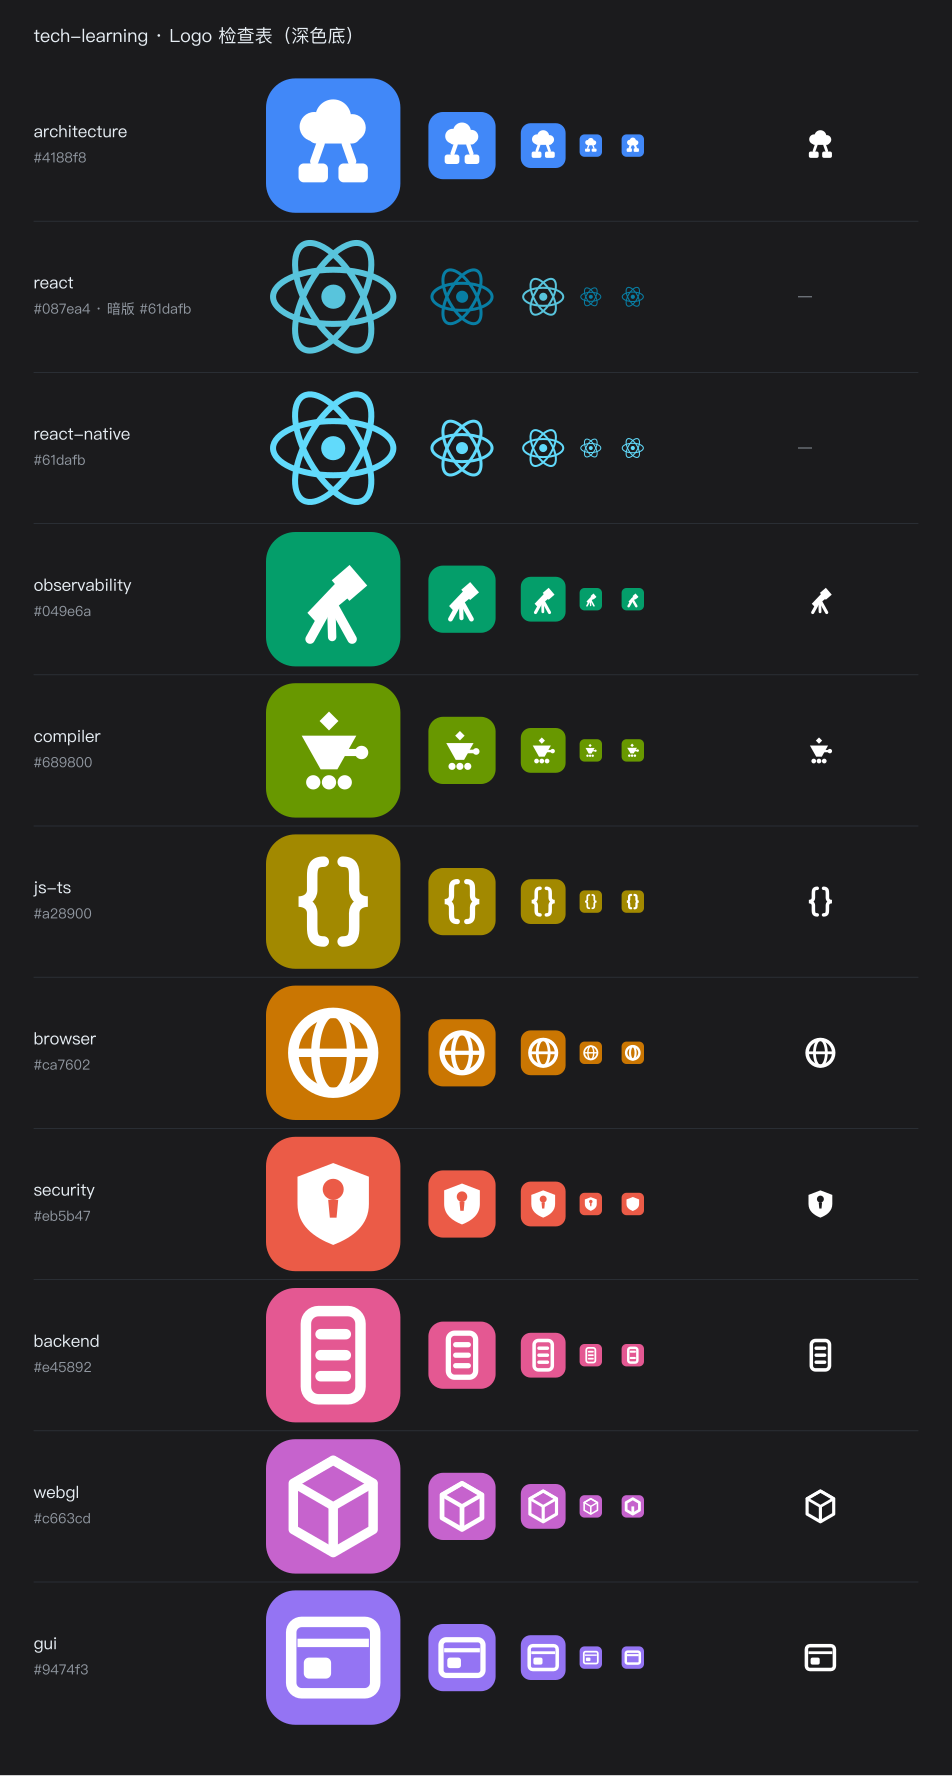 tech-learning · Logo 检查表（深色底）
architecture
#4188f8
react
#087ea4 · 暗版 #61dafb
—
react-native
#61dafb
—
observability
#049e6a
compiler
#689800
js-ts
#a28900
browser
#ca7602
security
#eb5b47
backend
#e45892
webgl
#c663cd
gui
#9474f3